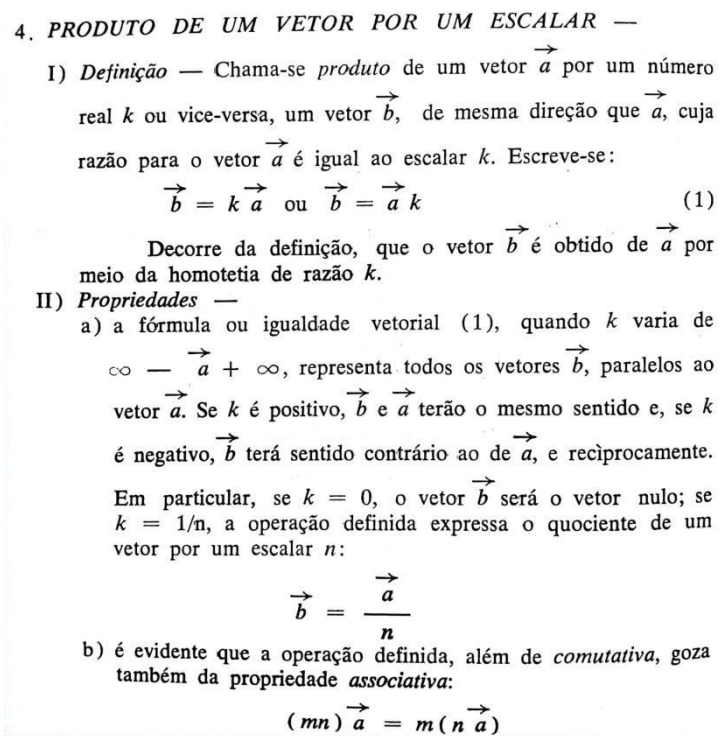 4. PRODUTO DE UM VETOR POR UM ESCALAR —
I) Definição — Chama-se produto de um vetor a⃗ por um número
real k ou vice-versa, um vetor b⃗, de mesma direção que a⃗, cuja
razão para o vetor a⃗ é igual ao escalar k. Escreve-se:
b⃗ = k a⃗ ou b⃗ = a⃗ k (1)
Decorre da definição, que o vetor b⃗ é obtido de a⃗ por
meio da homotetia de razão k.
II) Propriedades —
a) a fórmula ou igualdade vetorial (1), quando k varia de
∞ — a⃗ + ∞, representa todos os vetores b⃗, paralelos ao
vetor a⃗. Se k é positivo, b⃗ e a⃗ terão o mesmo sentido e, se k
é negativo, b⃗ terá sentido contrário ao de a⃗, e recìprocamente.
Em particular, se k = 0, o vetor b⃗ será o vetor nulo; se
k = 1/n, a operação definida expressa o quociente de um
vetor por um escalar n:
b⃗ = a⃗ / n
b) é evidente que a operação definida, além de comutativa, goza
também da propriedade associativa:
(mn) a⃗ = m(n a⃗)